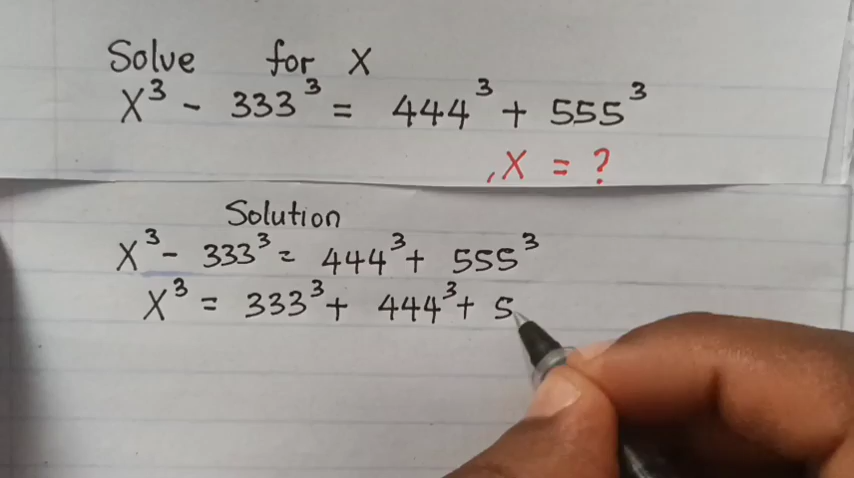 Solve for X
X³ - 333³ = 444³ + 555³
, X = ?
Solution
X³ - 333³ = 444³ + 555³
X³ = 333³ + 444³ + 5